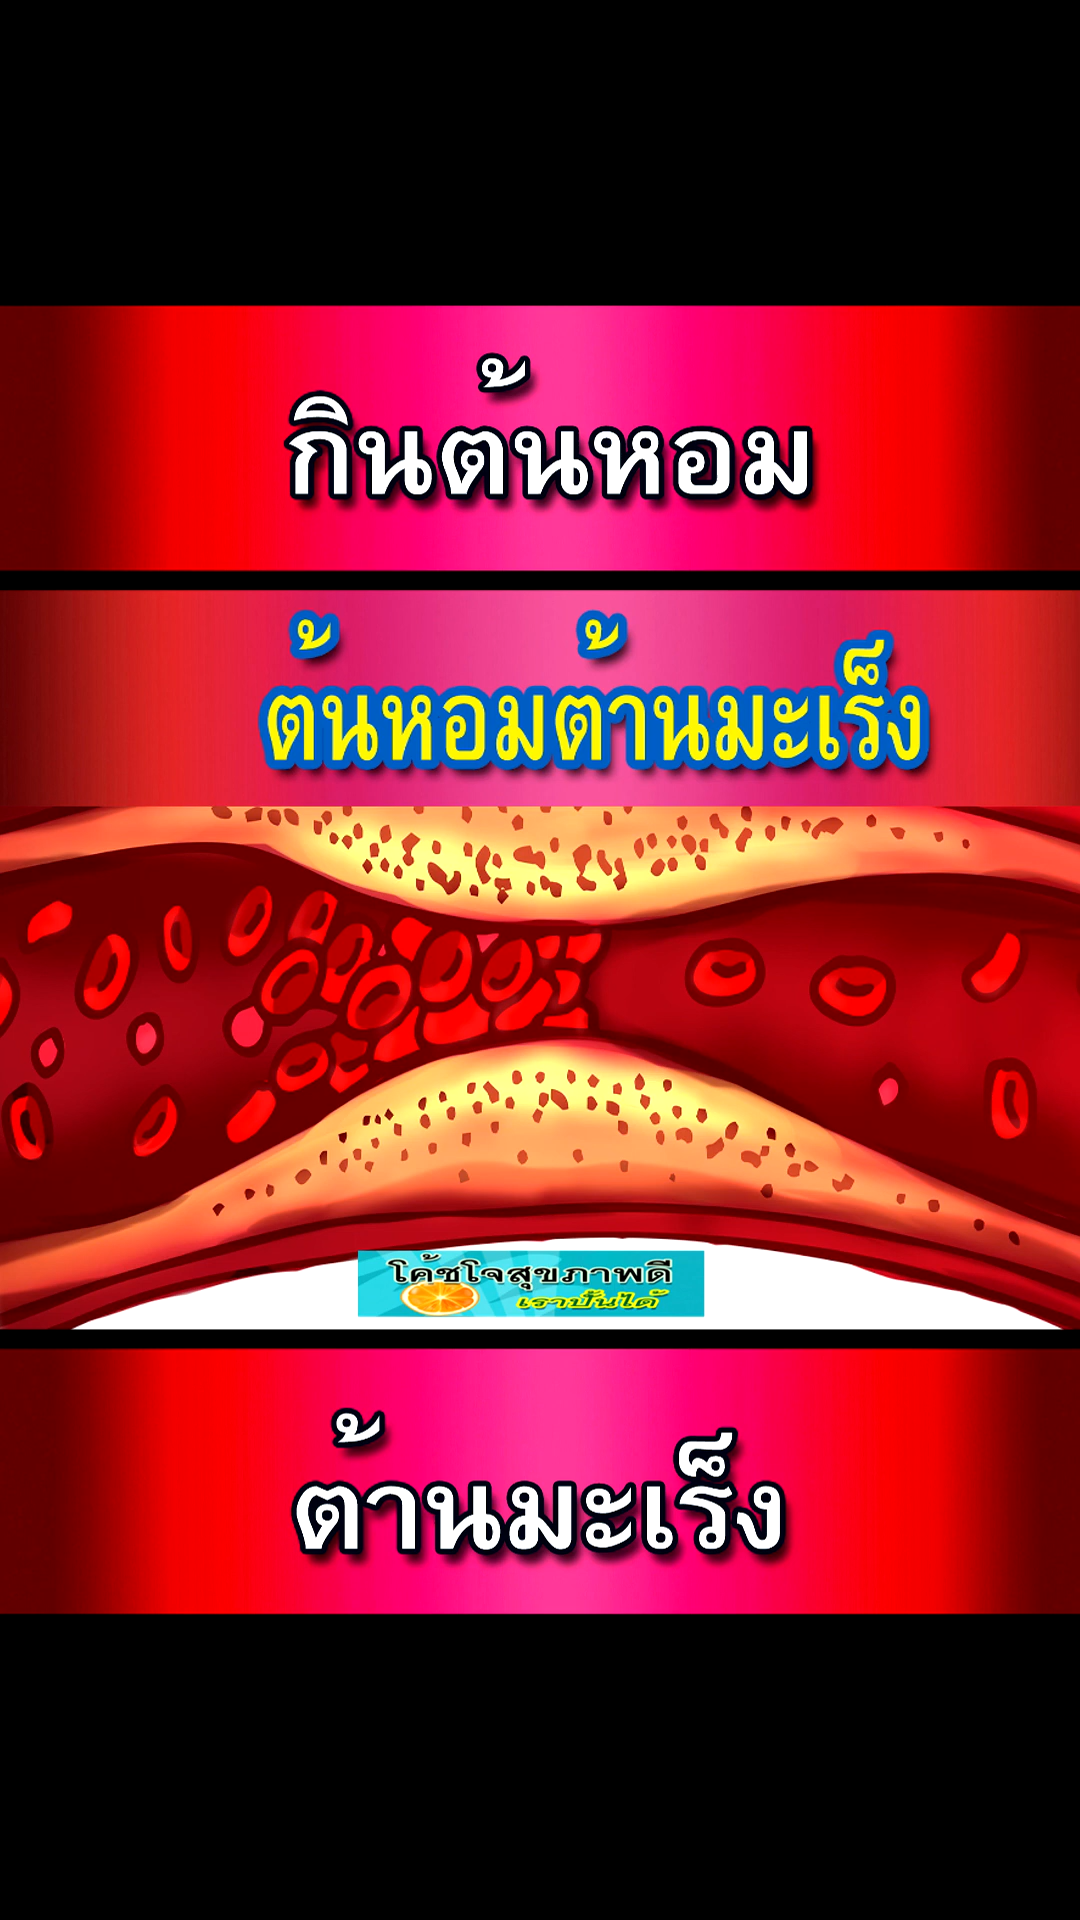 กินต้นหอม
ต้นหอมต้านมะเร็ง
โค้ชโจสุขภาพดี
เราปั้นได้
ต้านมะเร็ง